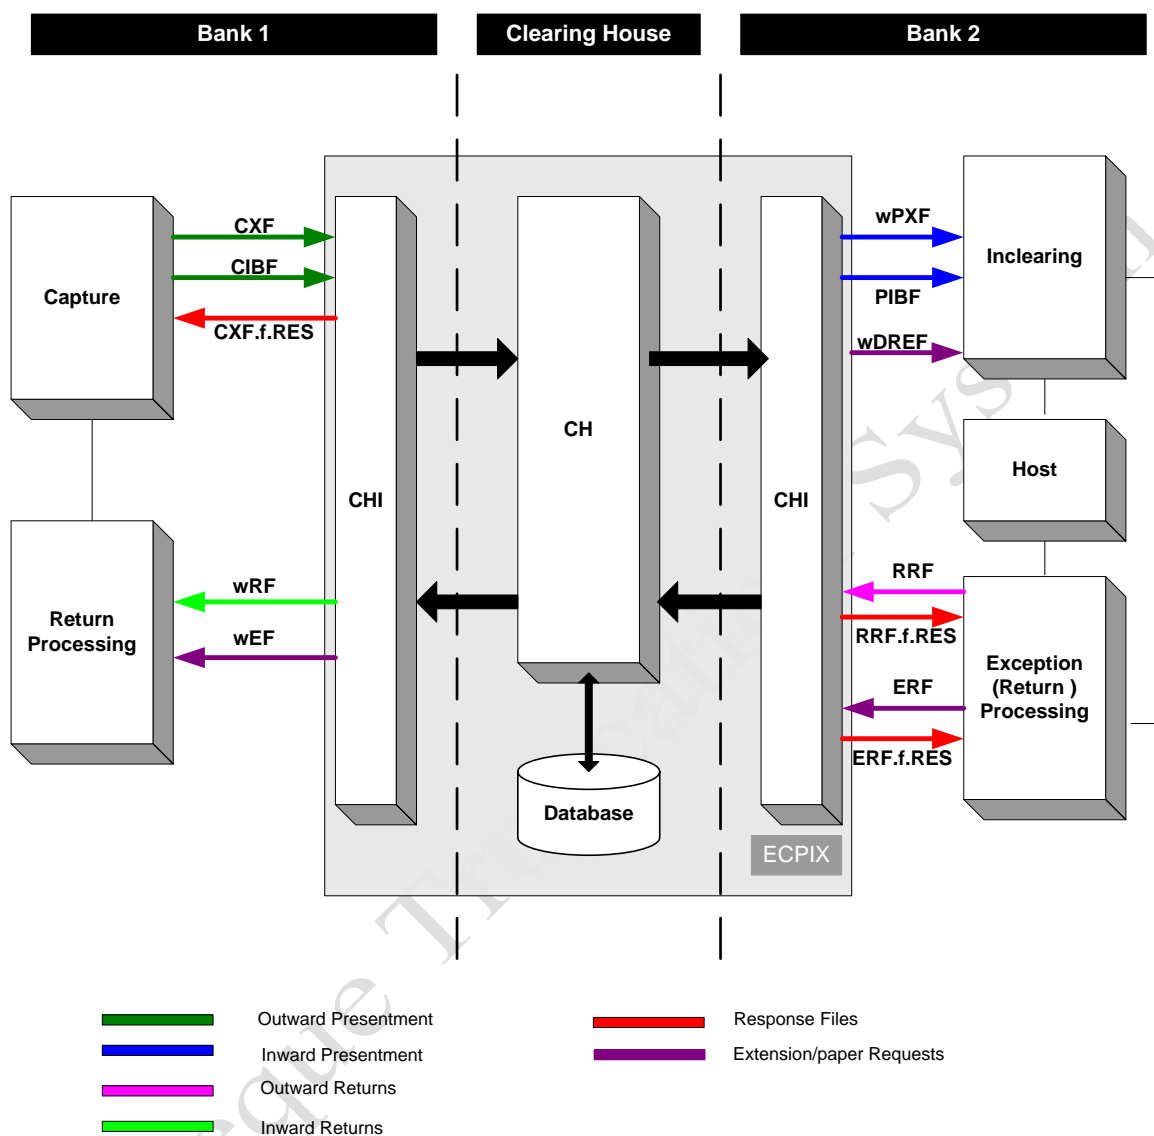 Bank 1
Clearing House
Bank 2
CXF
CIBF
CXF.f.RES
Capture
wPXF
PIBF
wDREF
Inclearing
CH
CHI
CHI
Host
Return
Processing
wRF
wEF
RRF
RRF.f.RES
ERF
ERF.f.RES
Exception
(Return )
Processing
Database
ECPIX
Outward Presentment
Inward Presentment
Outward Returns
Inward Returns
Response Files
Extension/paper Requests